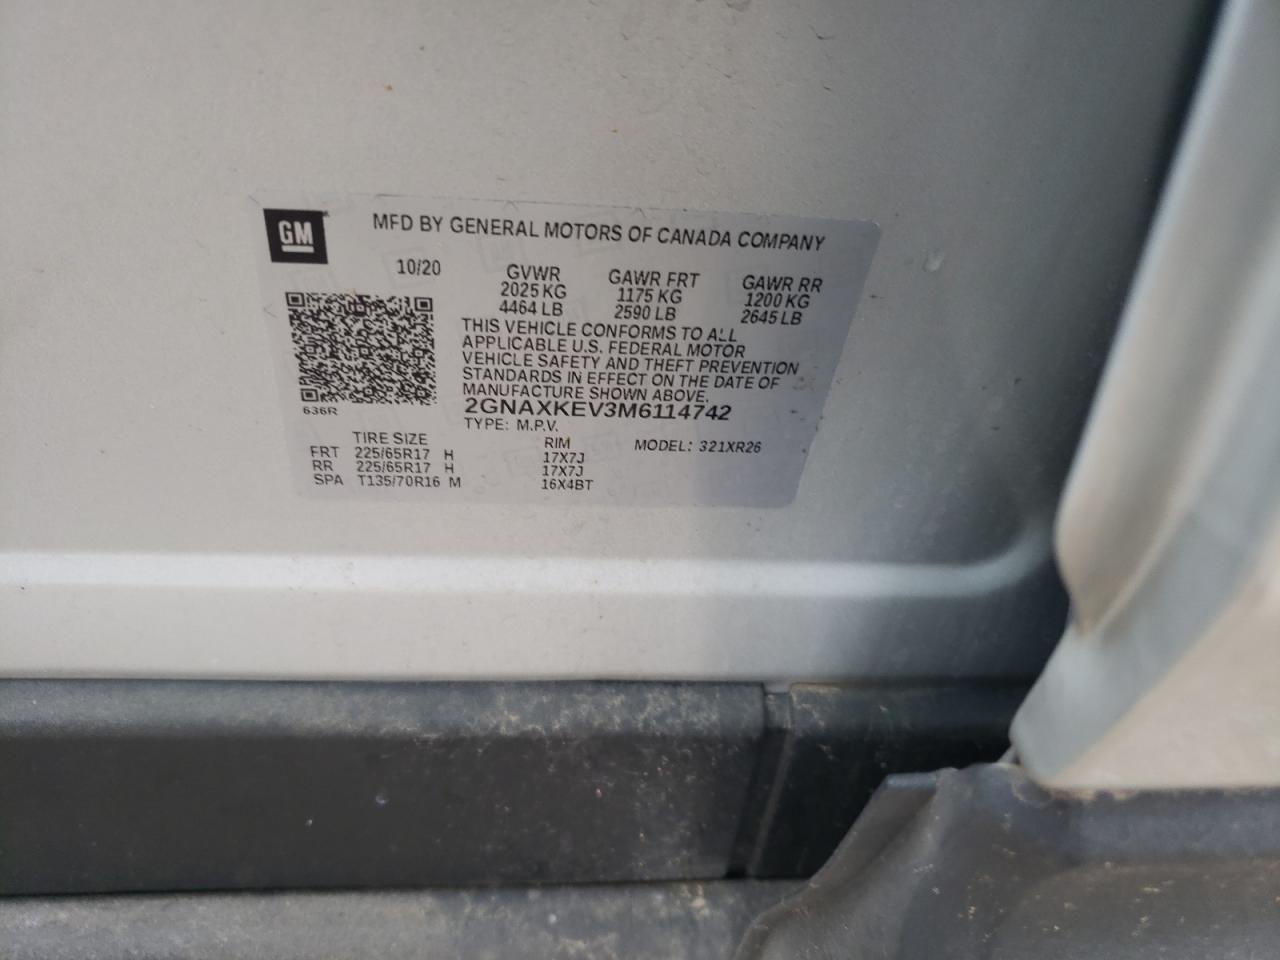 GM
MFD BY GENERAL MOTORS OF CANADA COMPANY
10/20 GVWR GAWR FRT GAWR RR
2025 KG 1175 KG 1200 KG
4464 LB 2590 LB 2645 LB
THIS VEHICLE CONFORMS TO ALL
APPLICABLE U.S. FEDERAL MOTOR
VEHICLE SAFETY AND THEFT PREVENTION
STANDARDS IN EFFECT ON THE DATE OF
MANUFACTURE SHOWN ABOVE.
636R
2GNAXKEV3M6114742
TYPE: M.P.V.
TIRE SIZE RIM MODEL: 321XR26
FRT 225/65R17 H 17X7J
RR 225/65R17 H 17X7J
SPA T135/70R16 M 16X4BT